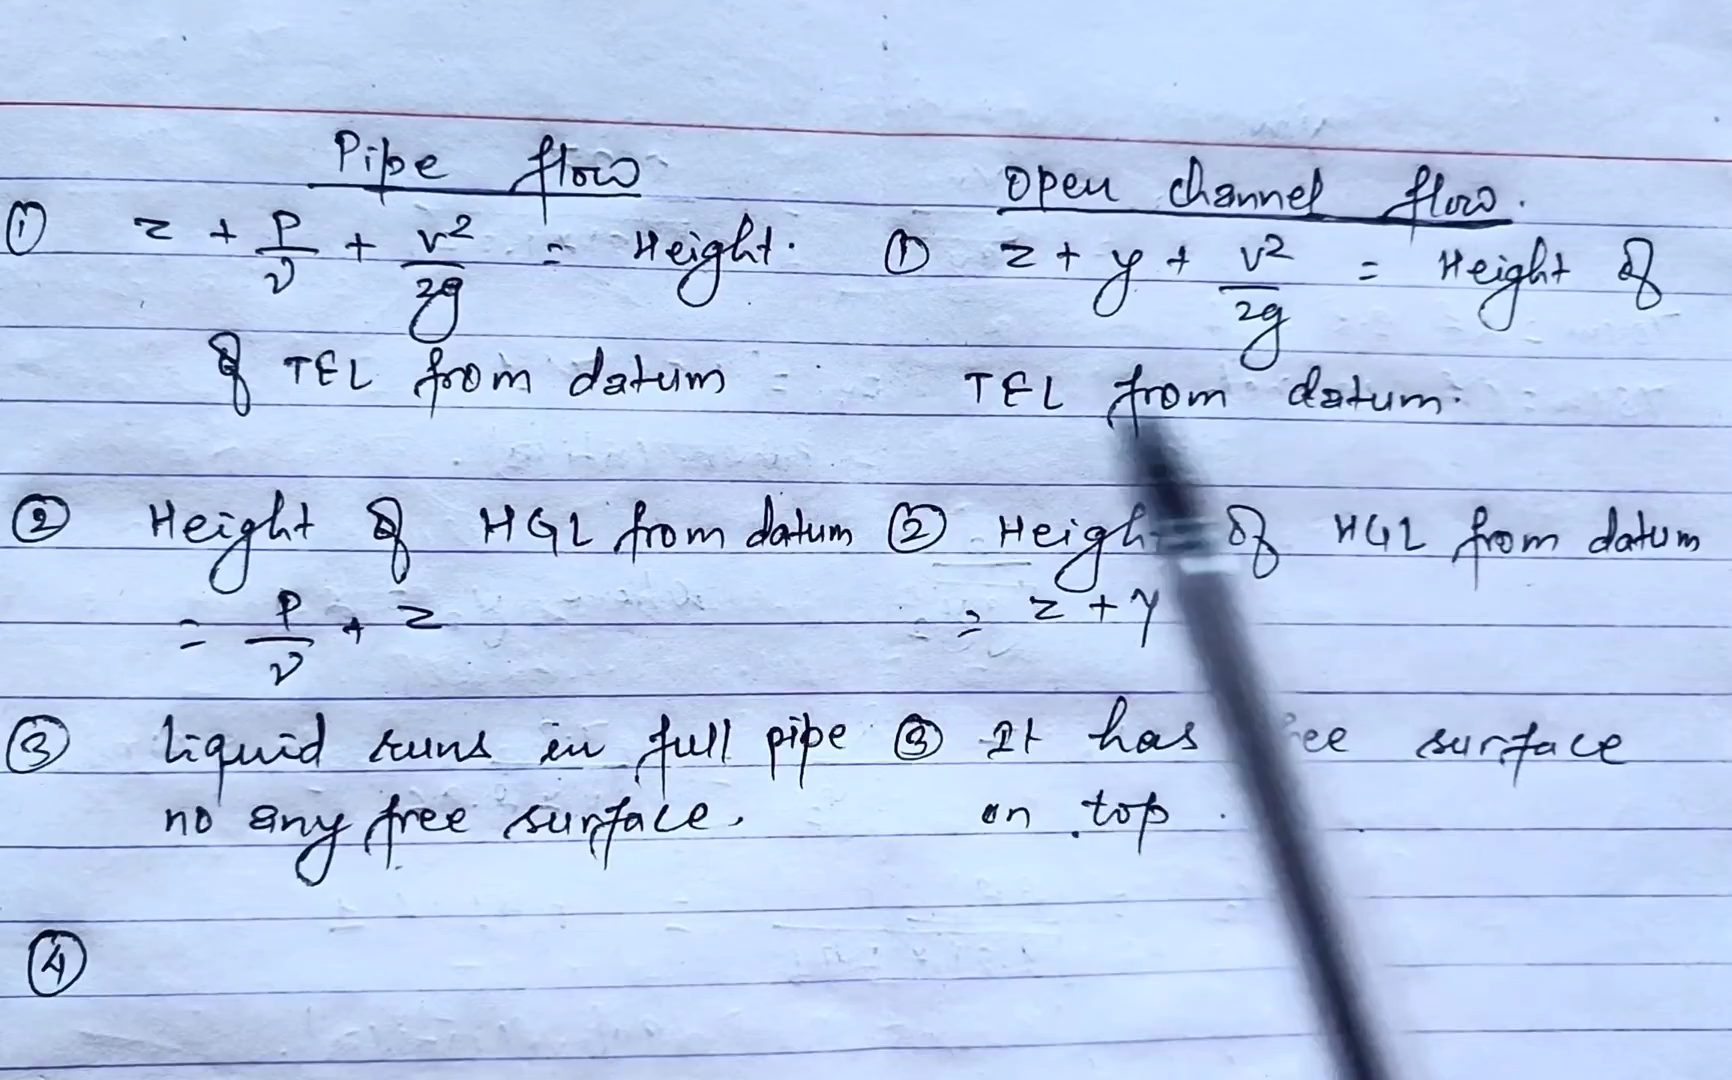 Pipe flow
① z + P/ν + v²/2g = Height.
of TEL from datum
② Height of HGL from datum
= P/ν + z
③ liquid runs in full pipe
no any free surface.
④
Open channel flow.
① z + y + v²/2g = Height of
TEL from datum.
② Heigh of HGL from datum
= z + y
③ It has surface
on top.